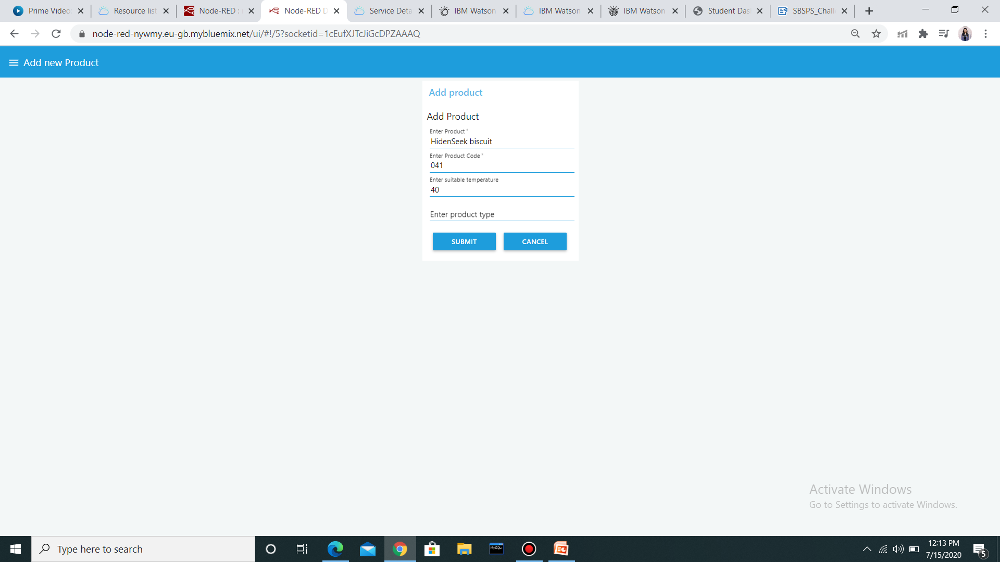 Prime Video
Resource list
Node-RED :
Node-RED D
Service Deta
IBM Watson
IBM Watson
IBM Watson
Student Das
SBSPS_Chall
node-red-nywmy.eu-gb.mybluemix.net/ui/#!/5?socketid=1cEufXJTcJiGcDPZAAAQ
Add new Product
Add product
Add Product
Enter Product *
HidenSeek biscuit
Enter Product Code *
041
Enter suitable temperature
40
Enter product type
SUBMIT CANCEL
Activate Windows
Go to Settings to activate Windows.
Type here to search
MySQL
12:13 PM
7/15/2020
5